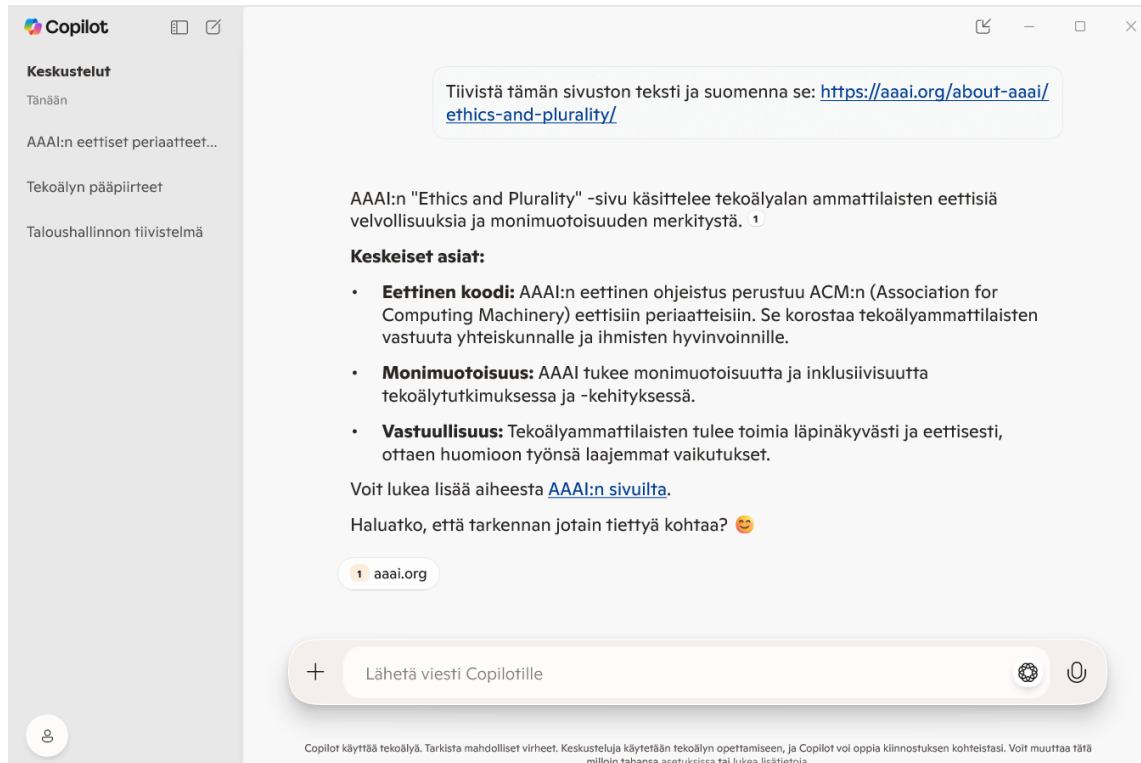 Copilot
Keskustelut
Tänään
AAAI:n eettiset periaatteet...
Tekoälyn pääpiirteet
Taloushallinnon tiivistelmä
Tiivistä tämän sivuston teksti ja suomenna se: https://aaai.org/about-aaai/
ethics-and-plurality/
AAAI:n "Ethics and Plurality" -sivu käsittelee tekoälyalan ammattilaisten eettisiä
velvollisuuksia ja monimuotoisuuden merkitystä. 1
Keskeiset asiat:
• Eettinen koodi: AAAI:n eettinen ohjeistus perustuu ACM:n (Association for
Computing Machinery) eettisiin periaatteisiin. Se korostaa tekoälyammattilaisten
vastuuta yhteiskunnalle ja ihmisten hyvinvoinnille.
• Monimuotoisuus: AAAI tukee monimuotoisuutta ja inklusiivisuutta
tekoälytutkimuksessa ja -kehityksessä.
• Vastuullisuus: Tekoälyammattilaisten tulee toimia läpinäkyvästi ja eettisesti,
ottaen huomioon työnsä laajemmat vaikutukset.
Voit lukea lisää aiheesta AAAI:n sivuilta.
Haluatko, että tarkennan jotain tiettyä kohtaa? 😊
1 aaai.org
Lähetä viesti Copilotille
Copilot käyttää tekoälyä. Tarkista mahdolliset virheet. Keskusteluja käytetään tekoälyn opettamiseen, ja Copilot voi oppia kiinnostuksen kohteistasi. Voit muuttaa tätä
milloin tahansa asetuksissa tai lukea lisätietoja.